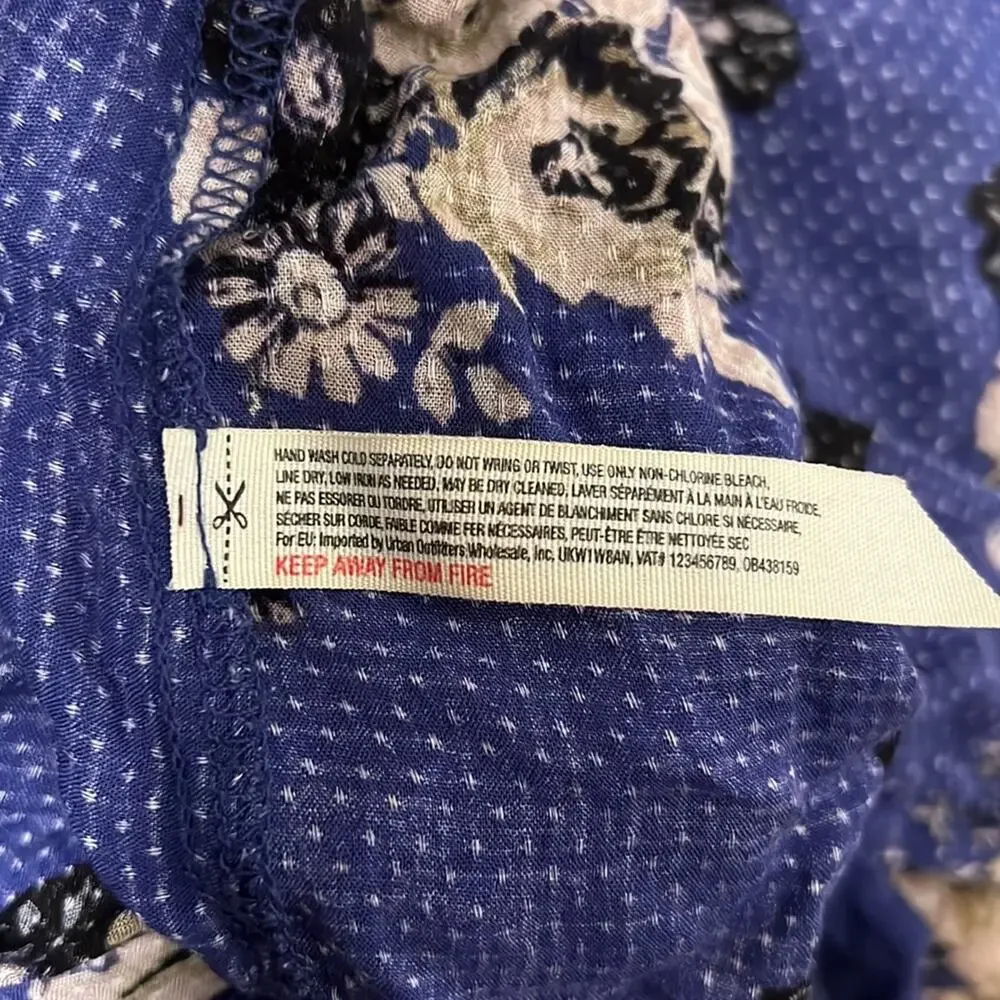 HAND WASH COLD SEPARATELY, DO NOT WRING OR TWIST, USE ONLY NON-CHLORINE BLEACH,
LINE DRY, LOW IRON AS NEEDED, MAY BE DRY CLEANED, LAVER SÉPARÉMENT À LA MAIN À L'EAU FROIDE,
NE PAS ESSORER OU TORDRE, UTILISER UN AGENT DE BLANCHIMENT SANS CHLORE SI NÉCESSAIRE,
SÉCHER SUR CORDE, FAIBLE COMME FER NÉCESSAIRES, PEUT-ÊTRE ÊTRE NETTOYÉE SEC
For EU: Imported by Urban Outfitters Wholesale, Inc. UKW1W8AN, VAT# 123456789, GB438159
KEEP AWAY FROM FIRE